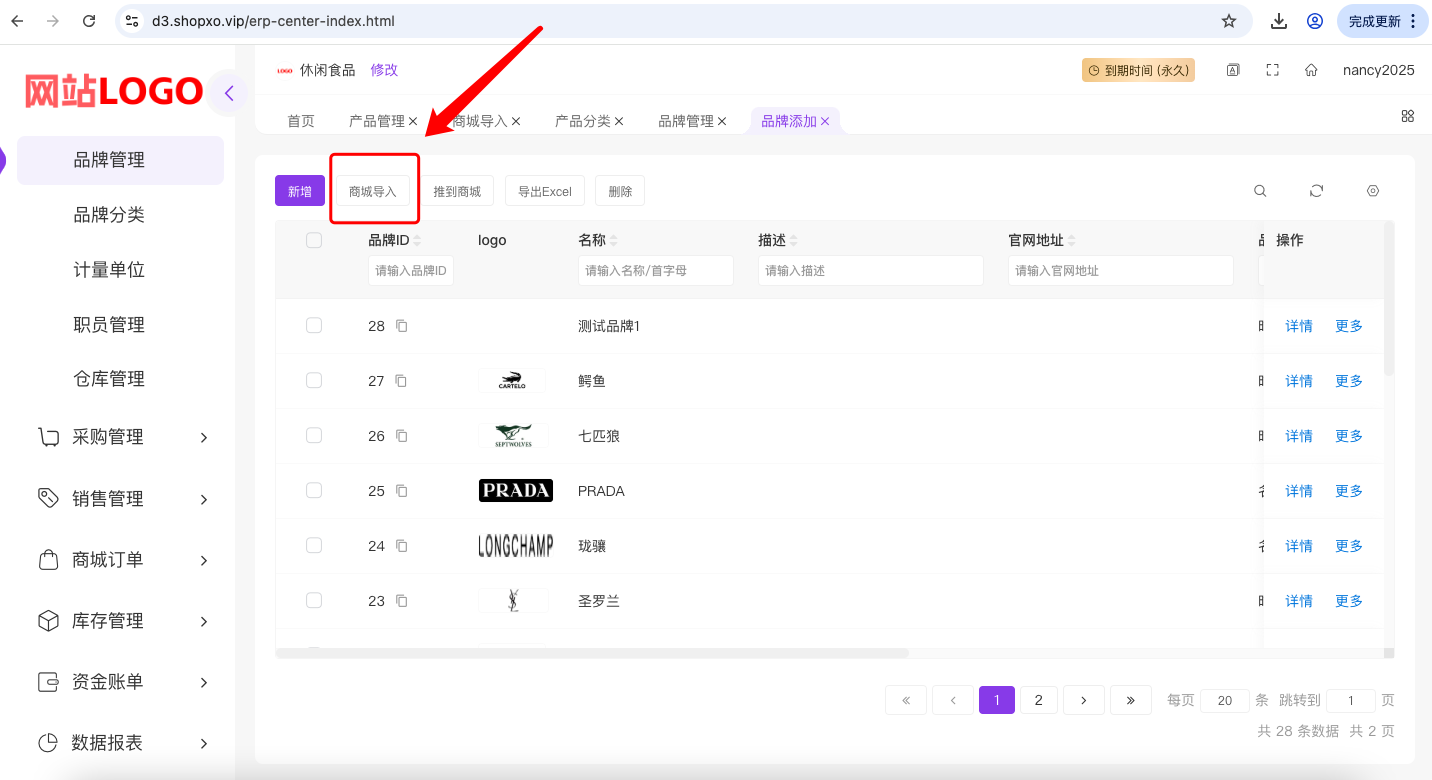 d3.shopxo.vip/erp-center-index.html
完成更新
网站LOGO
LOGO 休闲食品 修改
到期时间 (永久)
nancy2025
首页 产品管理 商城导入 产品分类 品牌管理 品牌添加
品牌管理
品牌分类
计量单位
职员管理
仓库管理
采购管理
销售管理
商城订单
库存管理
资金账单
数据报表
新增 商城导入 推到商城 导出Excel 删除
品牌ID logo 名称 描述 官网地址 操作
请输入品牌ID 请输入名称/首字母 请输入描述 请输入官网地址
28 测试品牌1 详情 更多
27 CARTELO 鳄鱼 详情 更多
26 SEPTWOLVES 七匹狼 详情 更多
25 PRADA PRADA 详情 更多
24 LONGCHAMP 珑骧 详情 更多
23 YSL 圣罗兰 详情 更多
« ‹ 1 2 › » 每页 20 条 跳转到 1 页
共 28 条数据 共 2 页